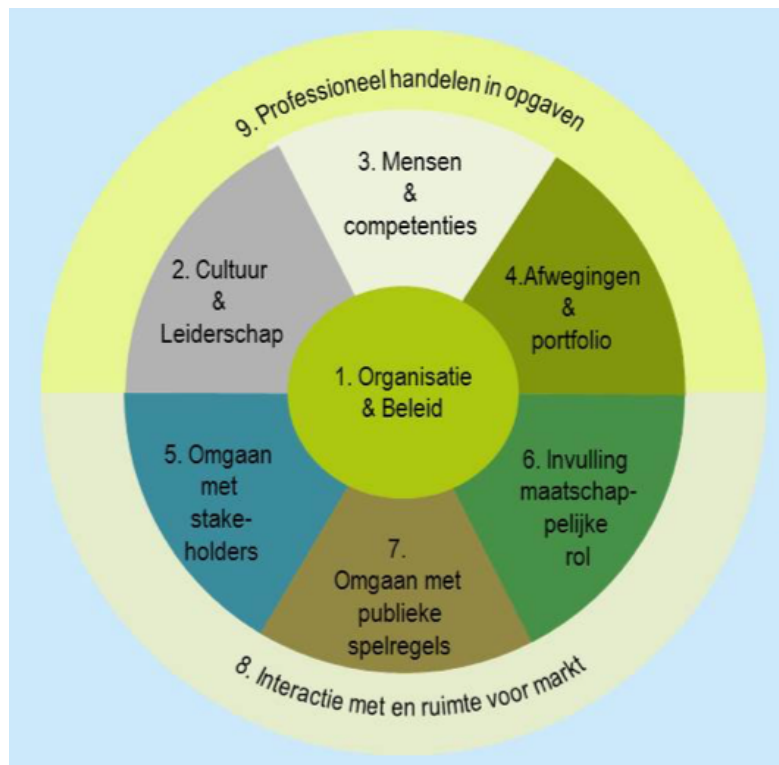 9. Professioneel handelen in opgaven
3. Mensen
&
competenties
2. Cultuur
&
Leiderschap
4.Afwegingen
&
portfolio
1. Organisatie
& Beleid
5. Omgaan
met
stake-
holders
6. Invulling
maatschap-
pelijke
rol
7.
Omgaan met
publieke
spelregels
8. Interactie met en ruimte voor markt